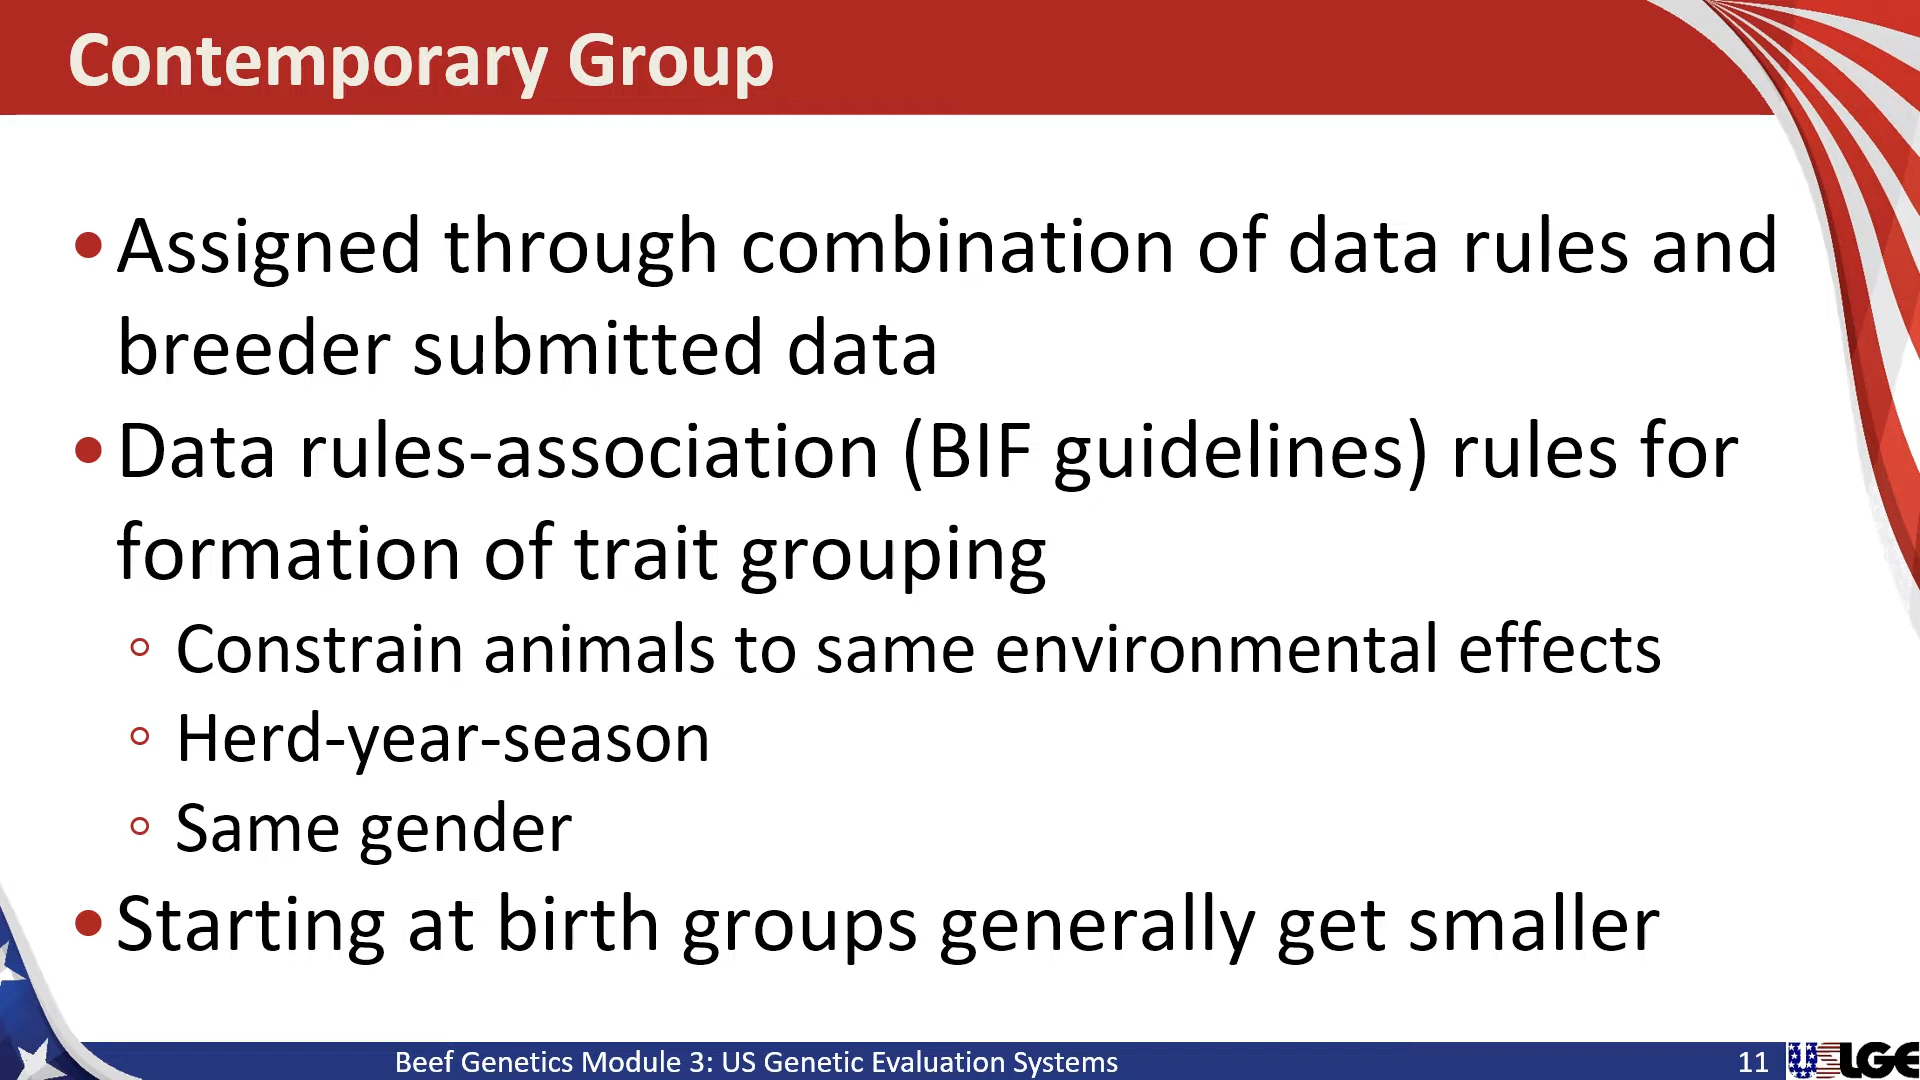 Contemporary Group
•Assigned through combination of data rules and
breeder submitted data
•Data rules-association (BIF guidelines) rules for
formation of trait grouping
◦ Constrain animals to same environmental effects
◦ Herd-year-season
◦ Same gender
•Starting at birth groups generally get smaller
Beef Genetics Module 3: US Genetic Evaluation Systems
11
USLGE